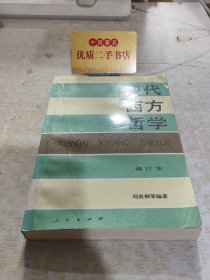 优质二手书店
现代
西方
哲学
XIANDAI XIFANG ZHEXUE
修订本
刘放桐等编著
人民出版社